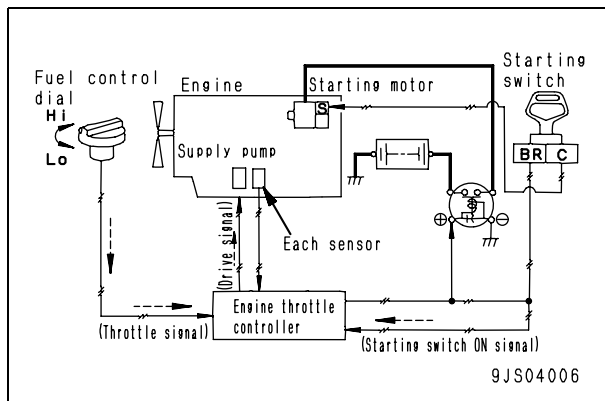 Starting
switch
Fuel control
dial
Engine
Starting motor
Hi
Lo
S
BR C
Supply pump
Each sensor
(Drive signal)
Engine throttle
controller
(Throttle signal)
(Starting switch ON signal)
9JS04006